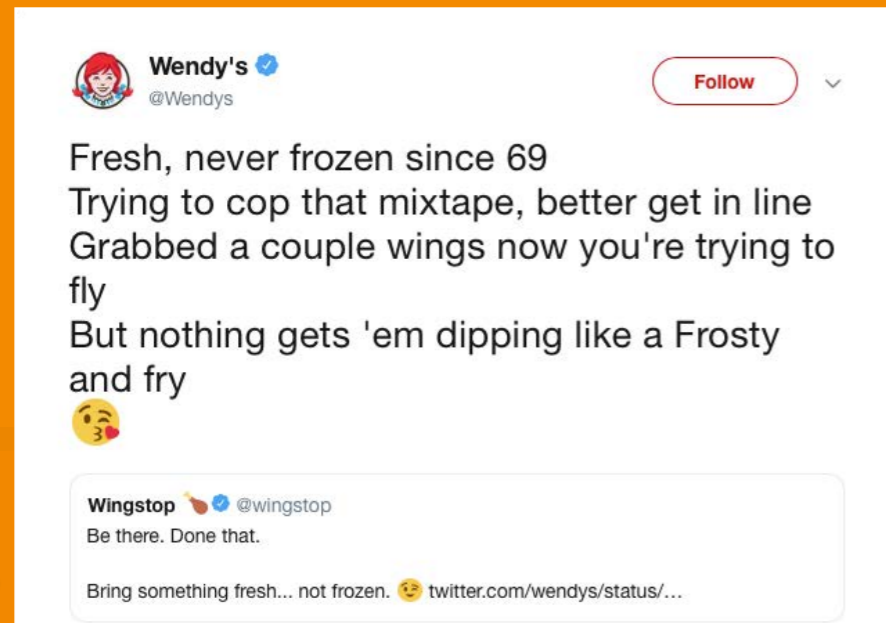 Wendy's
@Wendys
Follow
Fresh, never frozen since 69
Trying to cop that mixtape, better get in line
Grabbed a couple wings now you're trying to
fly
But nothing gets 'em dipping like a Frosty
and fry
😘
Wingstop 🍗 @wingstop
Be there. Done that.
Bring something fresh... not frozen. 😉 twitter.com/wendys/status/...